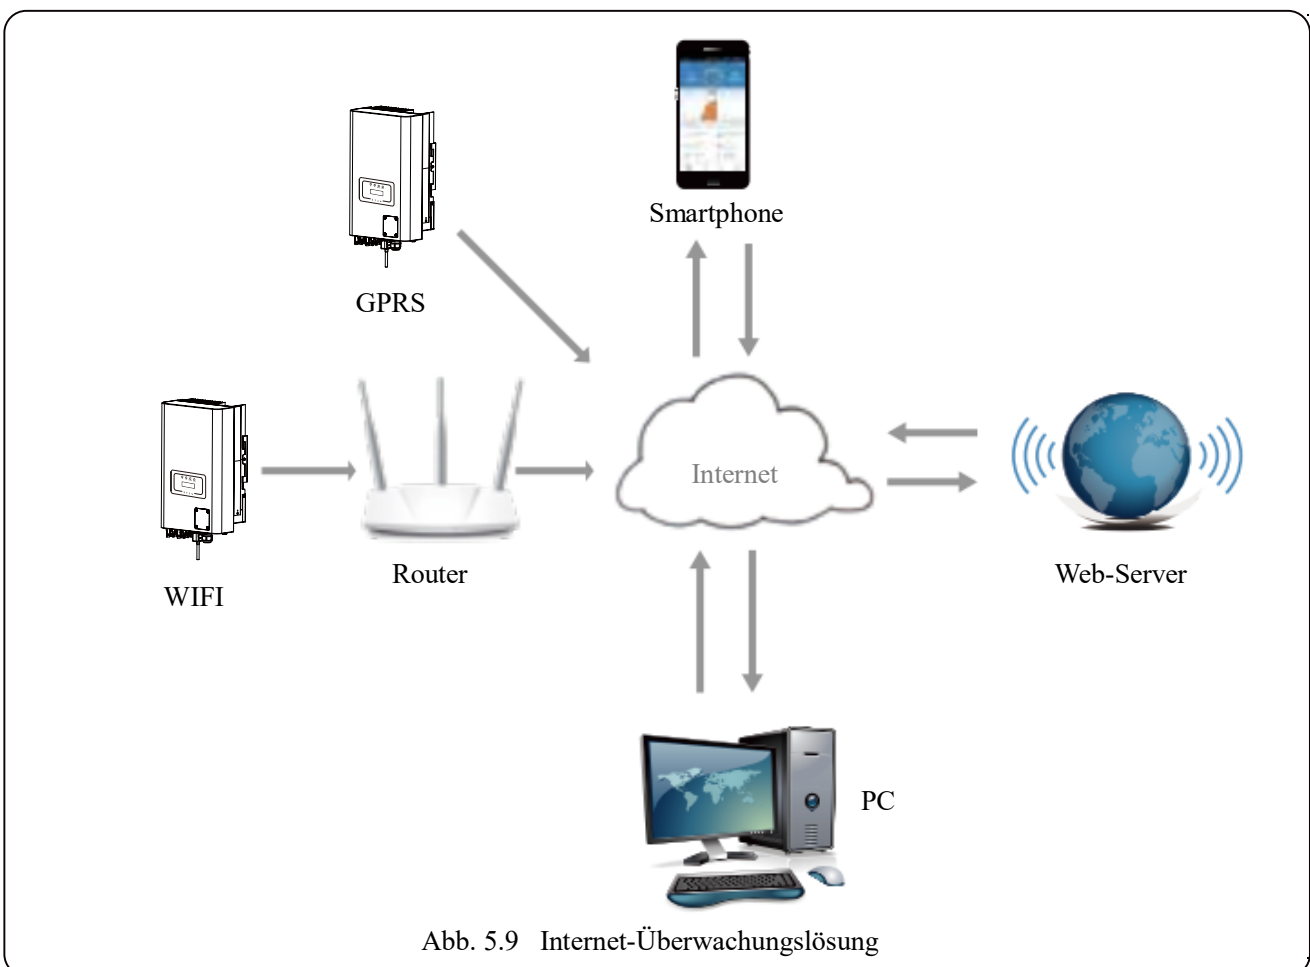 Smartphone
GPRS
Internet
WIFI
Router
Web-Server
PC
Abb. 5.9 Internet-Überwachungslösung